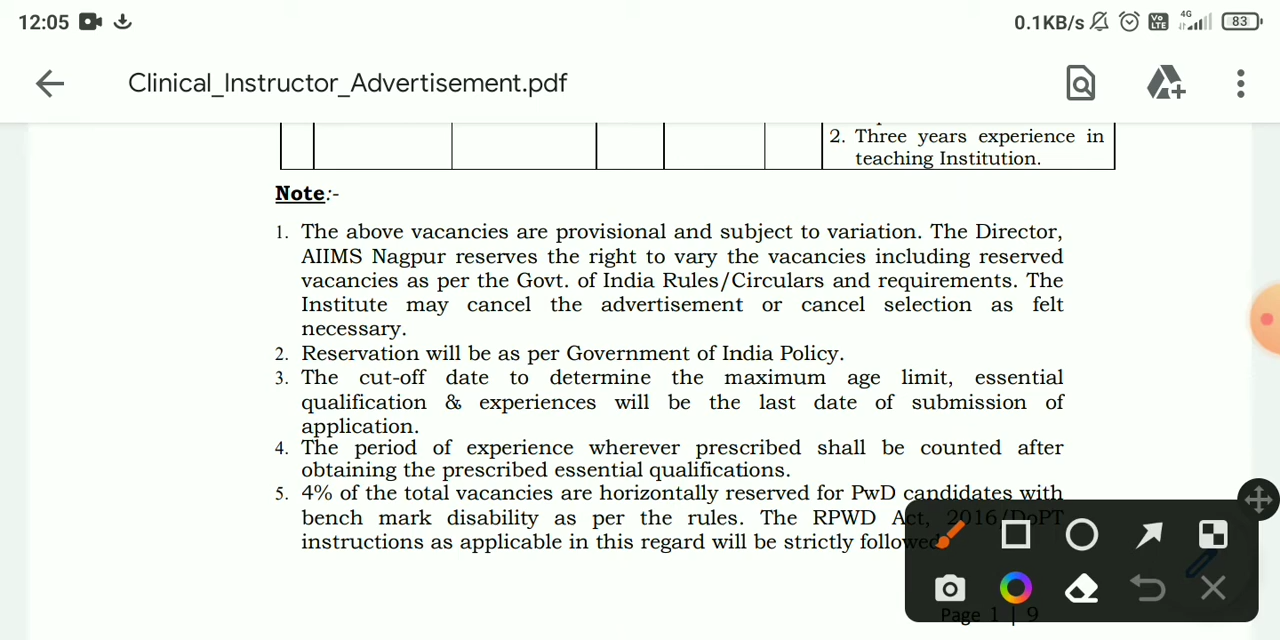 12:05 0.1KB/s Vo LTE 4G 83
Clinical_Instructor_Advertisement.pdf
2. Three years experience in
teaching Institution.
Note:-
1. The above vacancies are provisional and subject to variation. The Director,
AIIMS Nagpur reserves the right to vary the vacancies including reserved
vacancies as per the Govt. of India Rules/Circulars and requirements. The
Institute may cancel the advertisement or cancel selection as felt
necessary.
2. Reservation will be as per Government of India Policy.
3. The cut-off date to determine the maximum age limit, essential
qualification & experiences will be the last date of submission of
application.
4. The period of experience wherever prescribed shall be counted after
obtaining the prescribed essential qualifications.
5. 4% of the total vacancies are horizontally reserved for PwD candidates with
bench mark disability as per the rules. The RPWD Act, 2016/DoPT
instructions as applicable in this regard will be strictly followed
Page 1 | 9